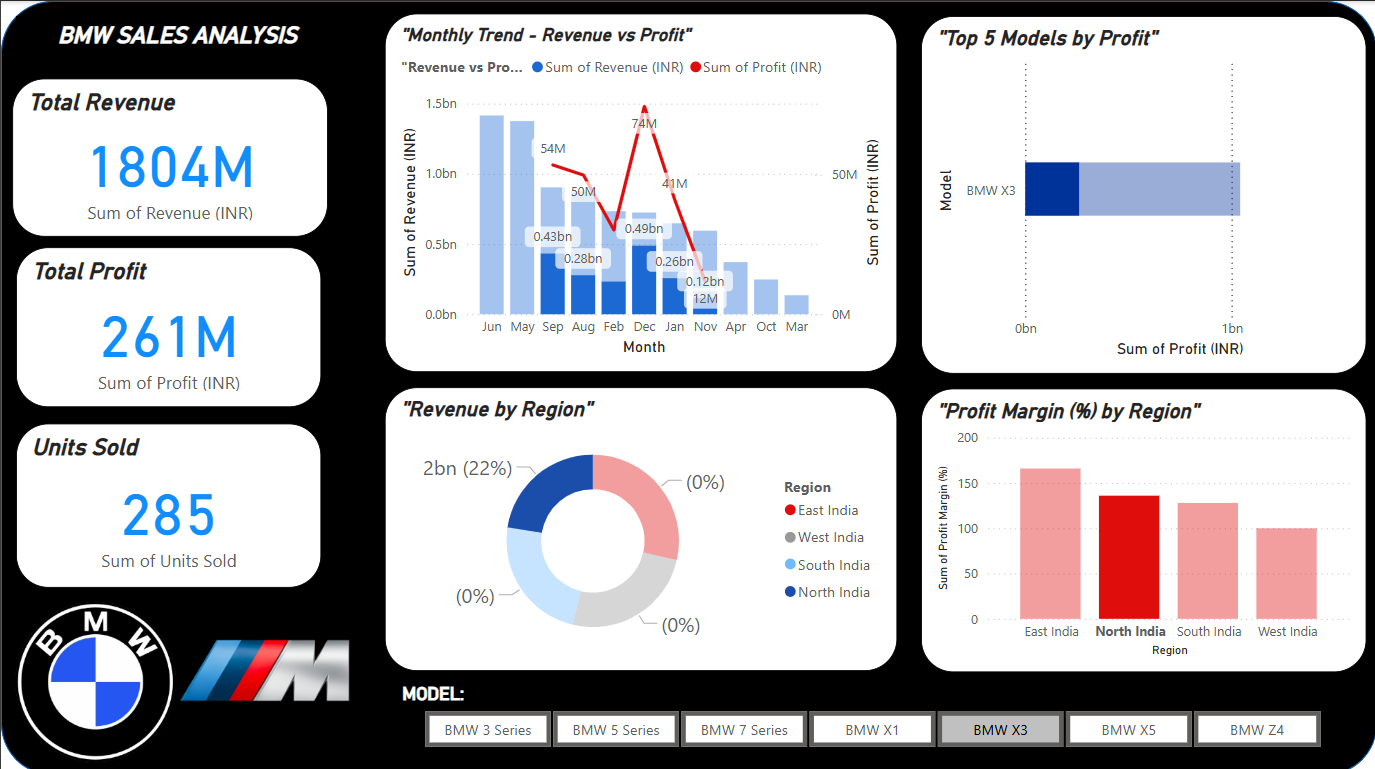 BMW SALES ANALYSIS
Total Revenue
1804M
Sum of Revenue (INR)
Total Profit
261M
Sum of Profit (INR)
Units Sold
285
Sum of Units Sold
B M W
M
"Monthly Trend - Revenue vs Profit"
"Revenue vs Pro... Sum of Revenue (INR) Sum of Profit (INR)
Sum of Revenue (INR)
1.5bn
1.0bn
0.5bn
0.0bn
54M
50M
74M
41M
12M
0.43bn
0.28bn
0.49bn
0.26bn
0.12bn
50M
0M
Sum of Profit (INR)
Jun May Sep Aug Feb Dec Jan Nov Apr Oct Mar
Month
"Top 5 Models by Profit"
Model
BMW X3
0bn 1bn
Sum of Profit (INR)
"Revenue by Region"
2bn (22%)
(0%)
(0%)
(0%)
Region
East India
West India
South India
North India
"Profit Margin (%) by Region"
Sum of Profit Margin (%)
200
150
100
50
0
East India North India South India West India
Region
MODEL:
BMW 3 Series BMW 5 Series BMW 7 Series BMW X1 BMW X3 BMW X5 BMW Z4